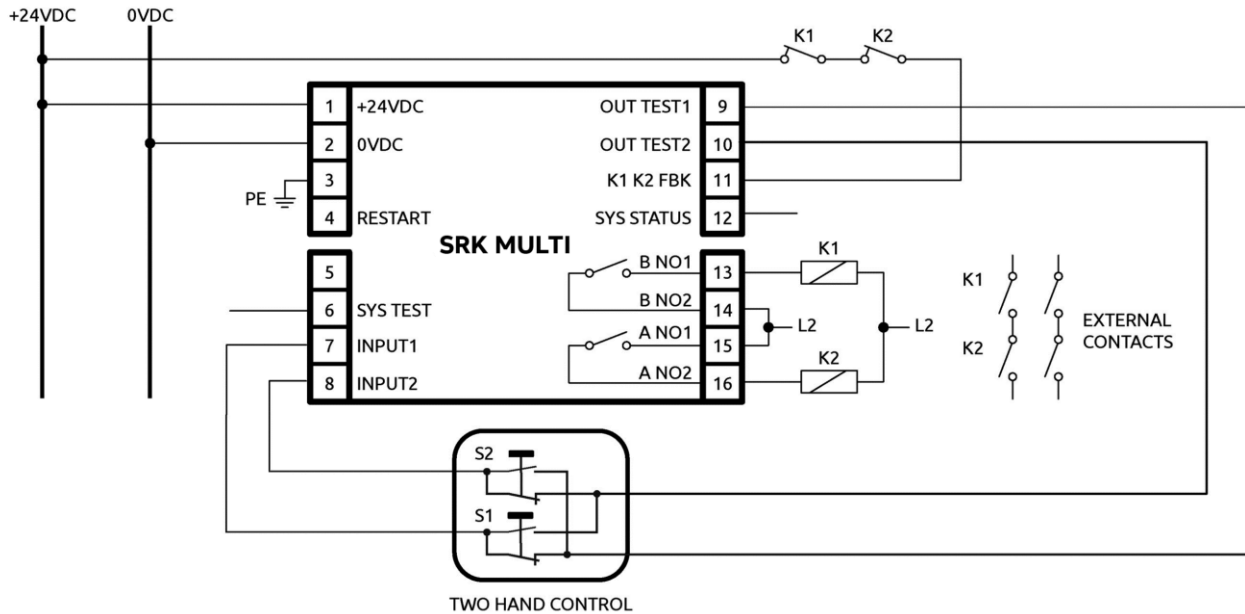 +24VDC 0VDC
K1 K2
1 +24VDC OUT TEST1 9
2 0VDC OUT TEST2 10
PE 3 K1 K2 FBK 11
4 RESTART SYS STATUS 12
SRK MULTI
5 B NO1 13 K1
6 SYS TEST B NO2 14
7 INPUT1 A NO1 15
8 INPUT2 A NO2 16
L2 L2
K2
K1
K2
EXTERNAL
CONTACTS
S2
S1
TWO HAND CONTROL